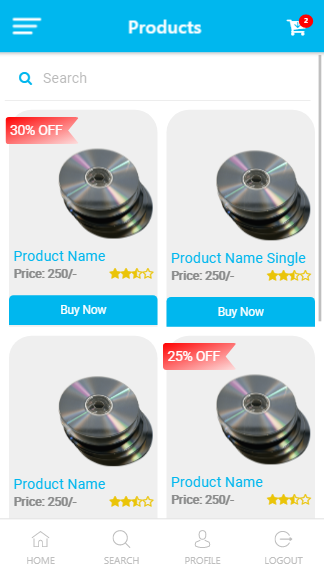 Products
2
Search
30% OFF
Product Name
Price: 250/-
Buy Now
Product Name Single
Price: 250/-
Buy Now
25% OFF
Product Name
Price: 250/-
Product Name
Price: 250/-
HOME
SEARCH
PROFILE
LOGOUT